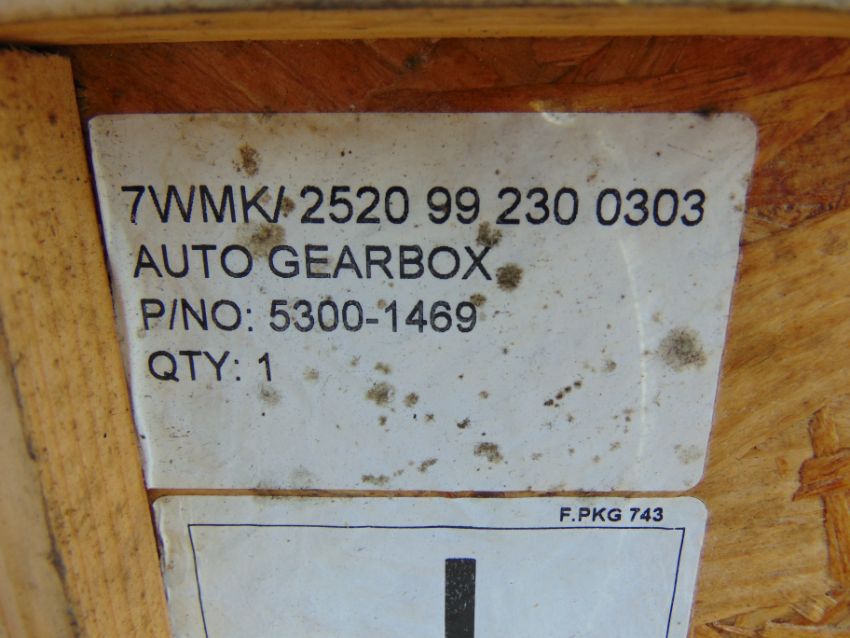 7WMK/ 2520 99 230 0303
AUTO GEARBOX
P/NO: 5300-1469
QTY: 1
F.PKG 743